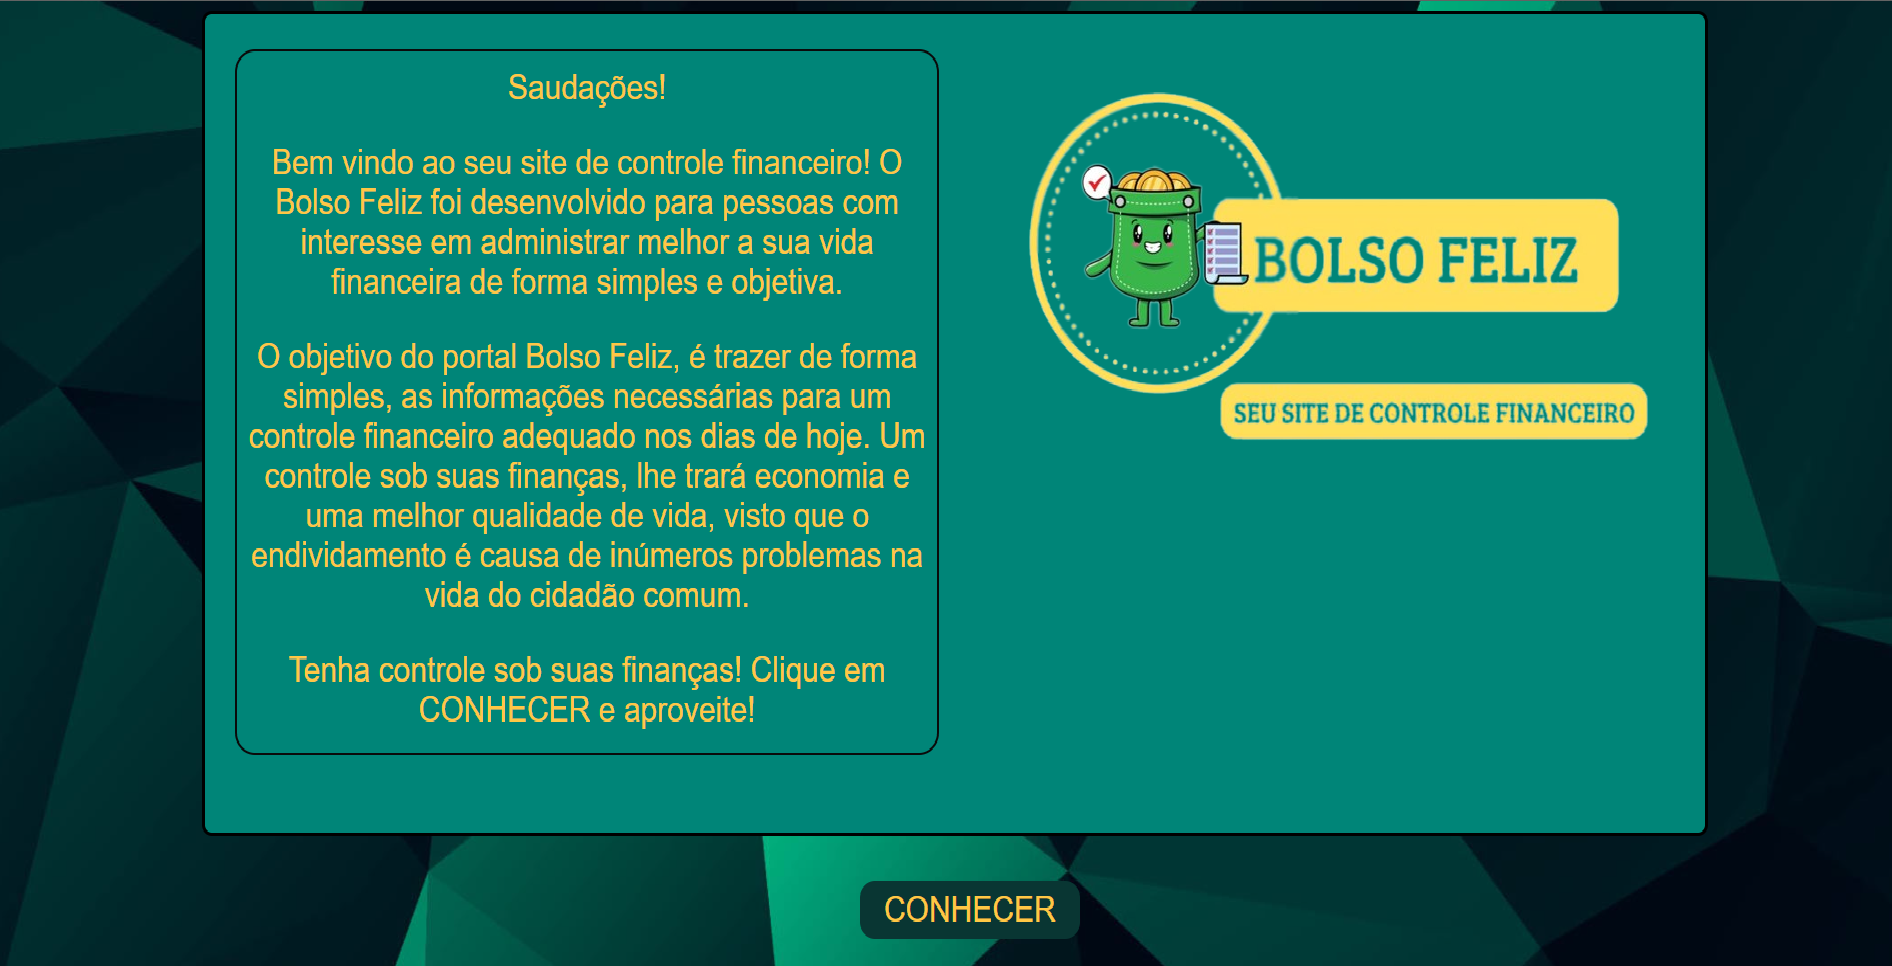 Saudações!
Bem vindo ao seu site de controle financeiro! O
Bolso Feliz foi desenvolvido para pessoas com
interesse em administrar melhor a sua vida
financeira de forma simples e objetiva.
O objetivo do portal Bolso Feliz, é trazer de forma
simples, as informações necessárias para um
controle financeiro adequado nos dias de hoje. Um
controle sob suas finanças, lhe trará economia e
uma melhor qualidade de vida, visto que o
endividamento é causa de inúmeros problemas na
vida do cidadão comum.
Tenha controle sob suas finanças! Clique em
CONHECER e aproveite!
BOLSO FELIZ
SEU SITE DE CONTROLE FINANCEIRO
CONHECER